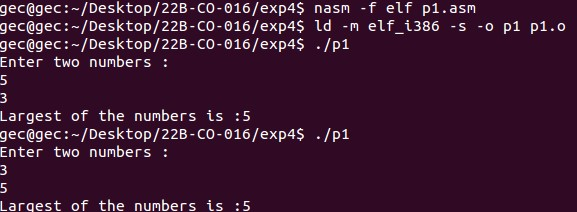 gec@gec:~/Desktop/22B-CO-016/exp4$ nasm -f elf p1.asm
gec@gec:~/Desktop/22B-CO-016/exp4$ ld -m elf_i386 -s -o p1 p1.o
gec@gec:~/Desktop/22B-CO-016/exp4$ ./p1
Enter two numbers :
5
3
Largest of the numbers is :5
gec@gec:~/Desktop/22B-CO-016/exp4$ ./p1
Enter two numbers :
3
5
Largest of the numbers is :5